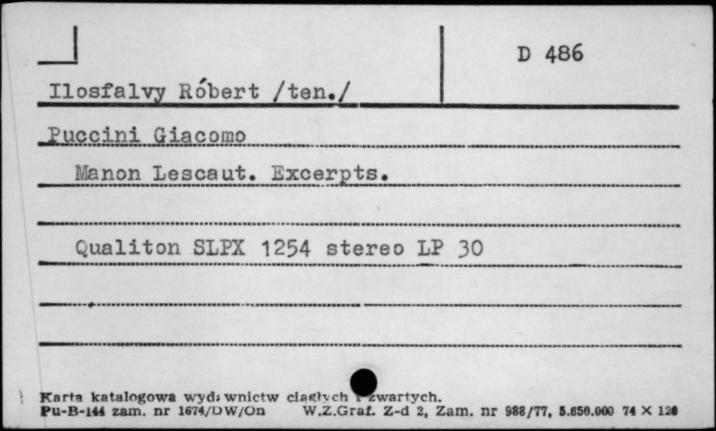 D 486
Ilosfalvy Róbert /ten./
Puccini Giacomo
Manon Lescaut. Excerpts.
Qualiton SLPX 1254 stereo LP 30
Karta katalogowa wydawnictw ciągłych i zwartych.
Pu-B-144 zam. nr 1674/DW/On W.Z.Graf. Z-d 2, Zam. nr 988/77, 5.650.000 74 X 120